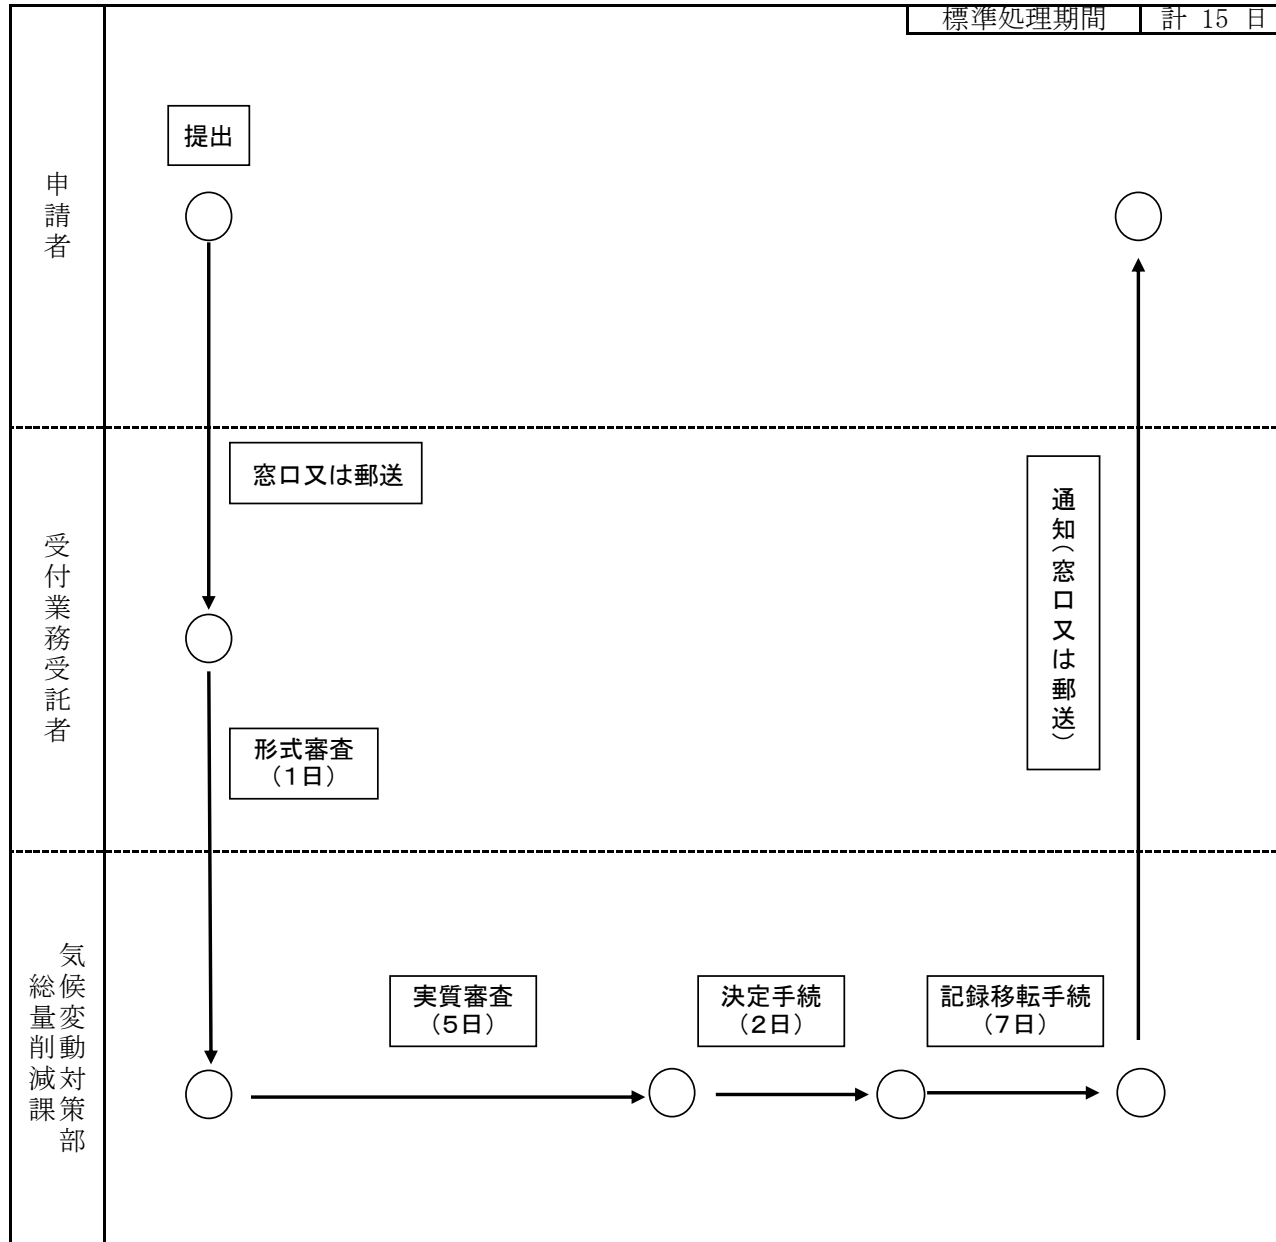 標準処理期間 計 15 日
提出
申請者
窓口又は郵送
通知(窓口又は郵送)
受付業務受託者
形式審査
(1日)
気候変動対策部
総量削減課
実質審査
(5日)
決定手続
(2日)
記録移転手続
(7日)